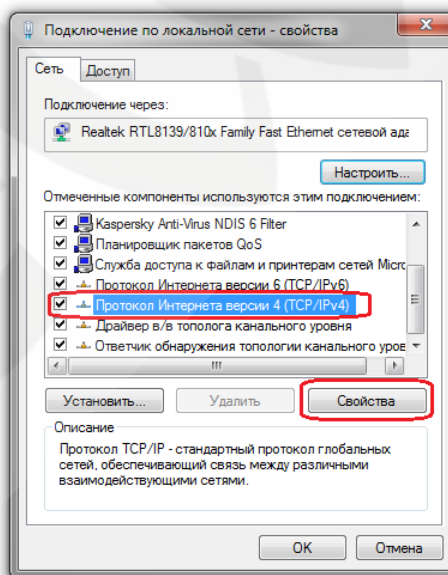 Подключение по локальной сети - свойства
Сеть
Доступ
Подключение через:
Realtek RTL8139/810x Family Fast Ethernet сетевой ада
Настроить...
Отмеченные компоненты используются этим подключением:
Kaspersky Anti-Virus NDIS 6 Filter
Планировщик пакетов QoS
Служба доступа к файлам и принтерам сетей Micro
Протокол Интернета версии 6 (TCP/IPv6)
Протокол Интернета версии 4 (TCP/IPv4)
Драйвер в/в тополога канального уровня
Ответчик обнаружения топологии канального уров
Установить...
Удалить
Свойства
Описание
Протокол TCP/IP - стандартный протокол глобальных
сетей, обеспечивающий связь между различными
взаимодействующими сетями.
OK
Отмена